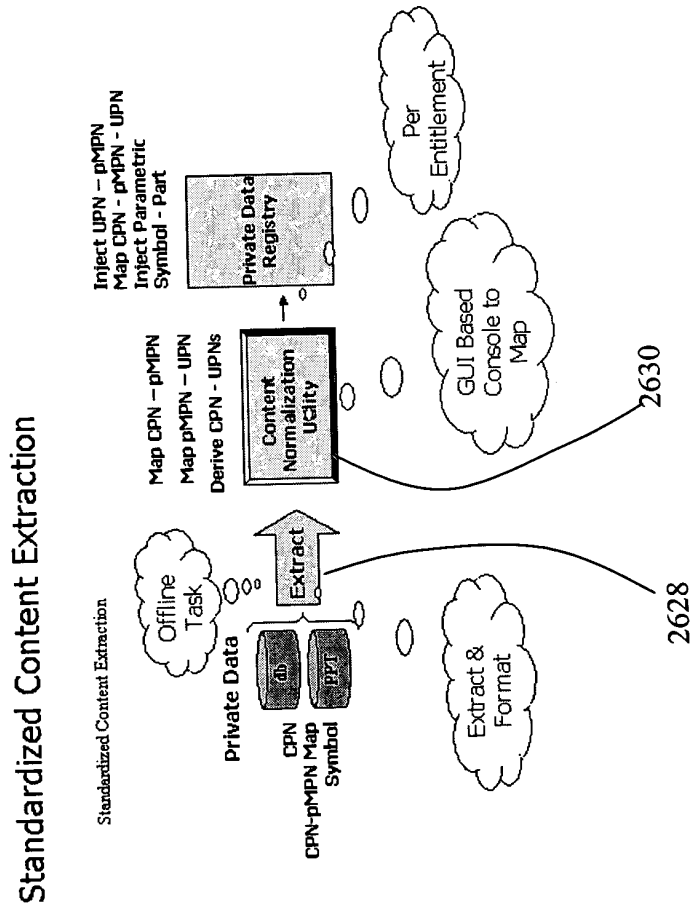 Standardized Content Extraction
Standardized Content Extraction
Offline
Task
Private Data
db
PPT
CPN
CPN-pMPN Map
Symbol
Extract
Extract &
Format
2628
Map CPN – pMPN
Map pMPN – UPN
Derive CPN - UPNs
Content
Normalization
Utility
GUI Based
Console to
Map
2630
Inject UPN – pMPN
Map CPN - pMPN - UPN
Inject Parametric
Symbol - Part
Private Data
Registry
Per
Entitlement